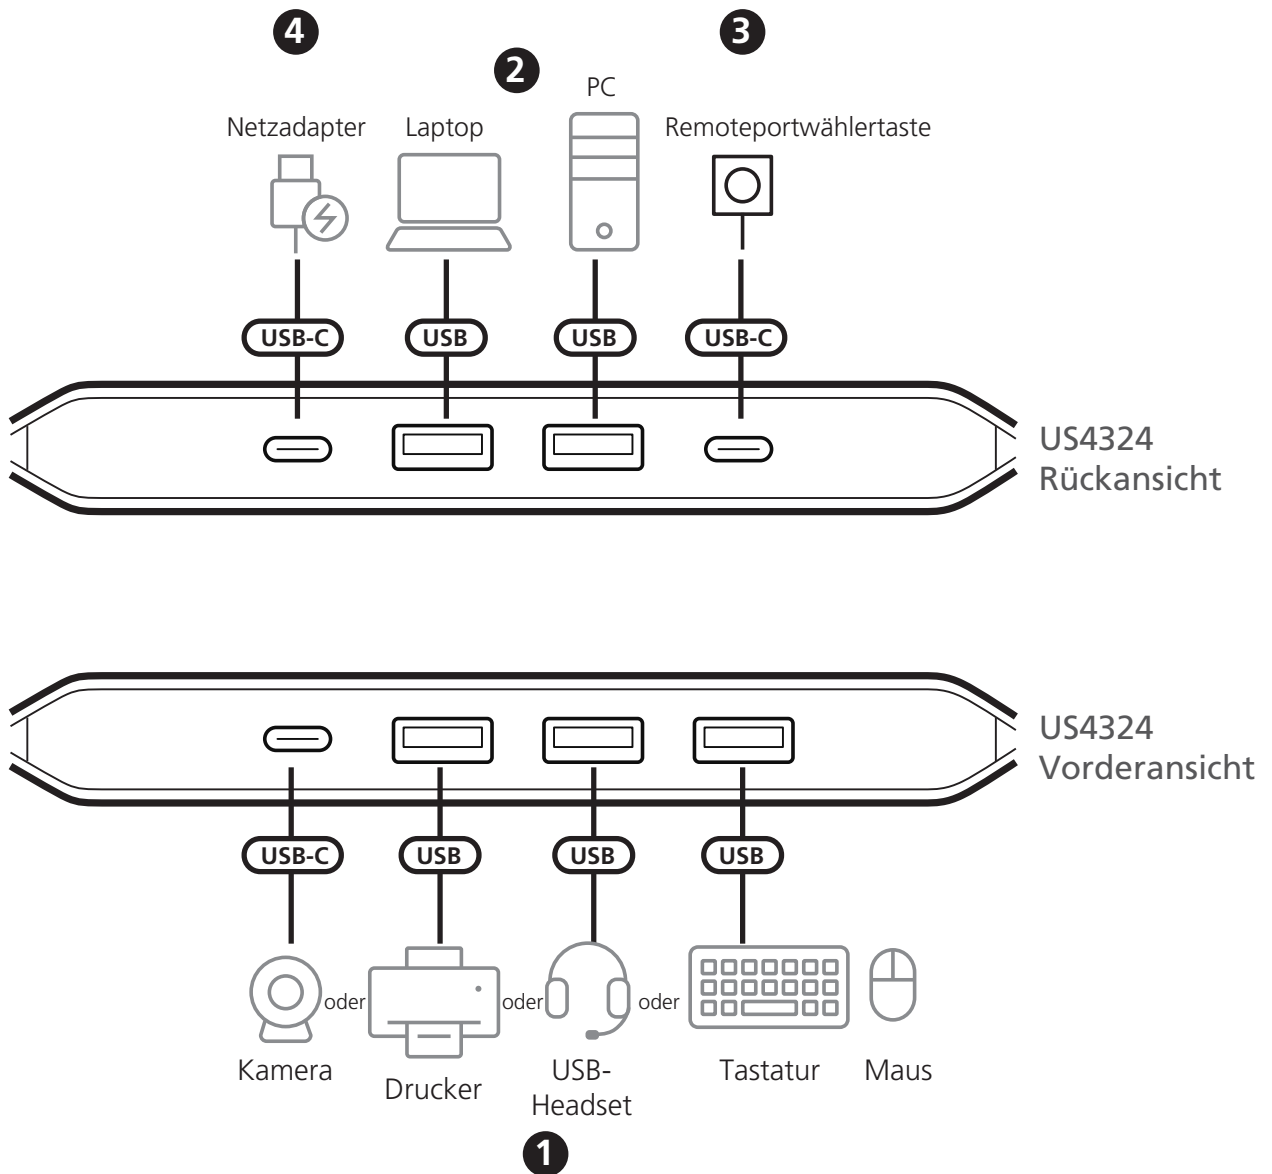 4
2
3
PC
Netzadapter
Laptop
Remoteportwählertaste
USB-C
USB
USB
USB-C
US4324
Rückansicht
US4324
Vorderansicht
USB-C
USB
USB
USB
oder
oder
oder
Kamera
Drucker
USB-
Headset
Tastatur
Maus
1